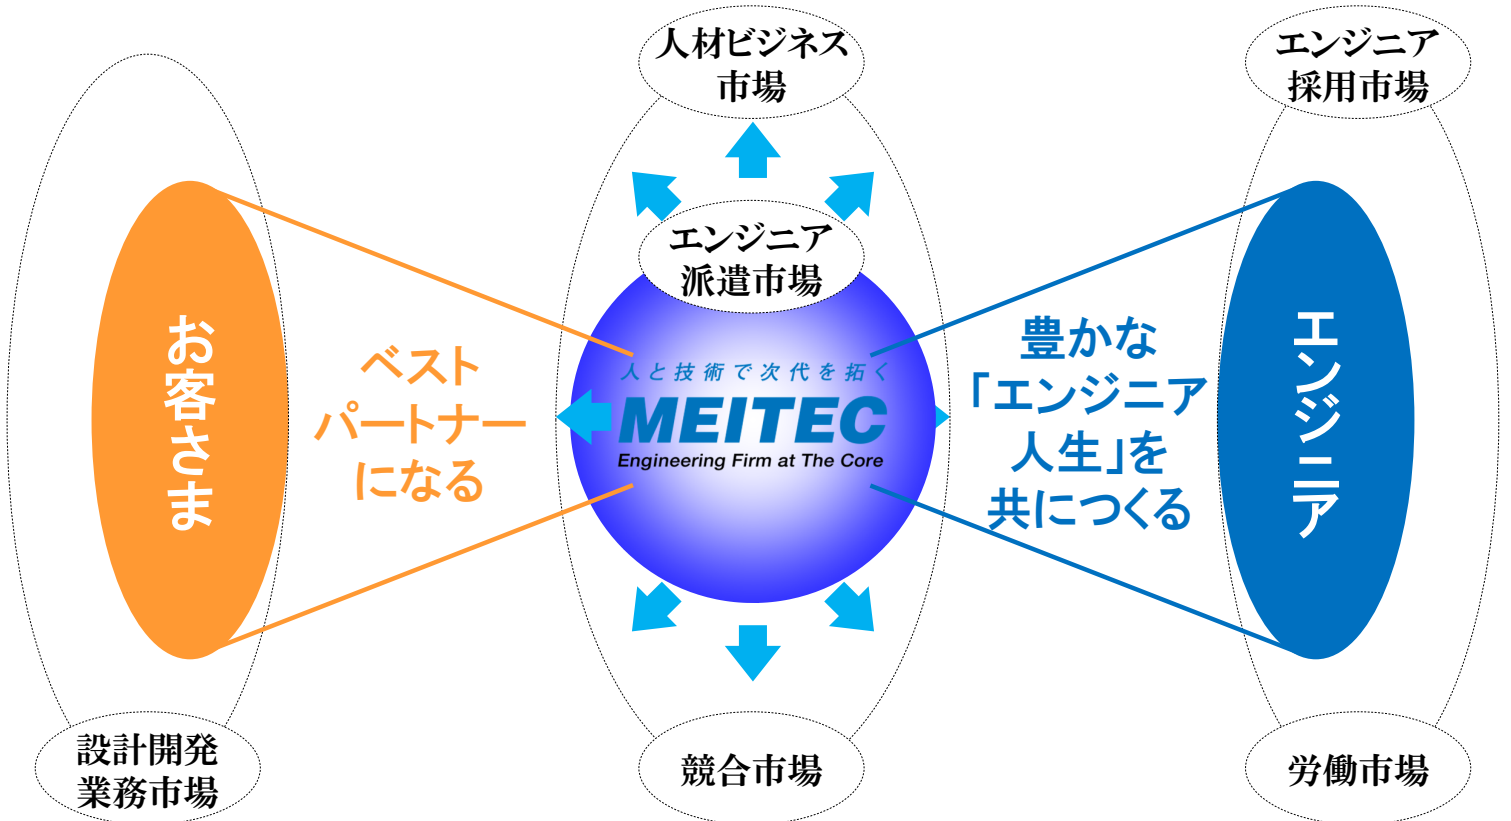 人材ビジネス
市場
エンジニア
採用市場
エンジニア
派遣市場
お客さま
ベスト
パートナー
になる
人と技術で次代を拓く
MEITEC
Engineering Firm at The Core
豊かな
「エンジニア
人生」を
共につくる
エンジニア
設計開発
業務市場
競合市場
労働市場